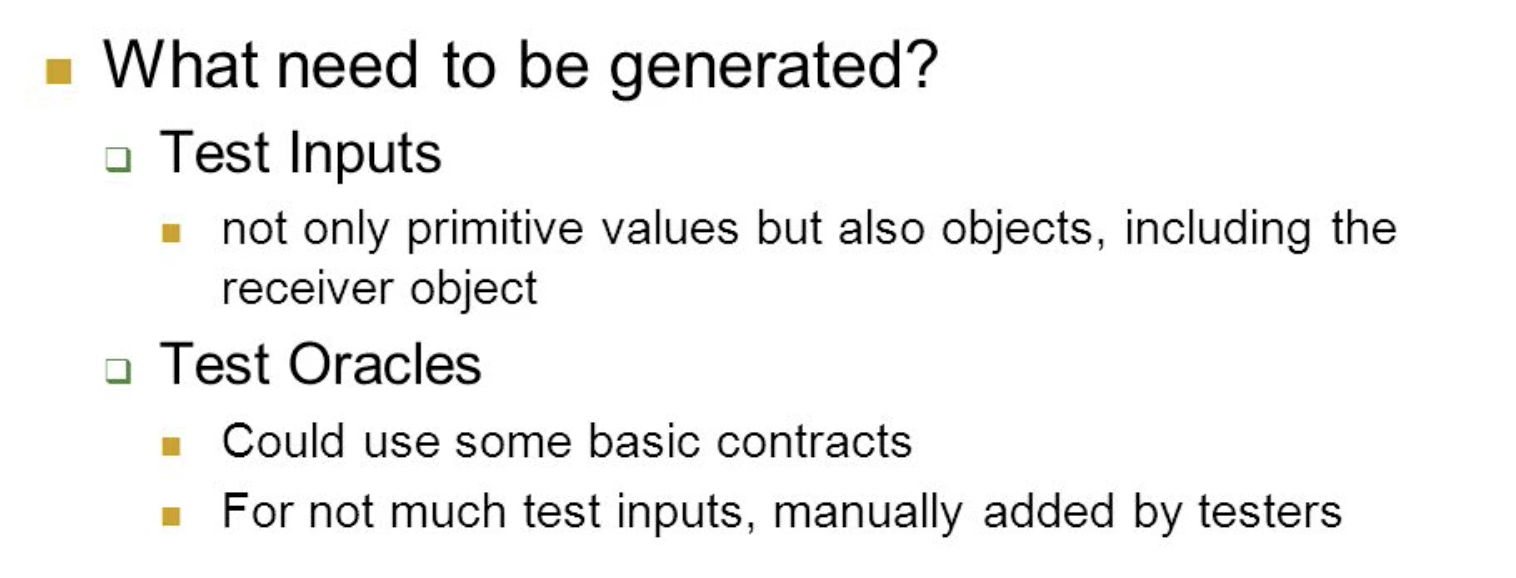 What need to be generated?
Test Inputs
not only primitive values but also objects, including the
receiver object
Test Oracles
Could use some basic contracts
For not much test inputs, manually added by testers